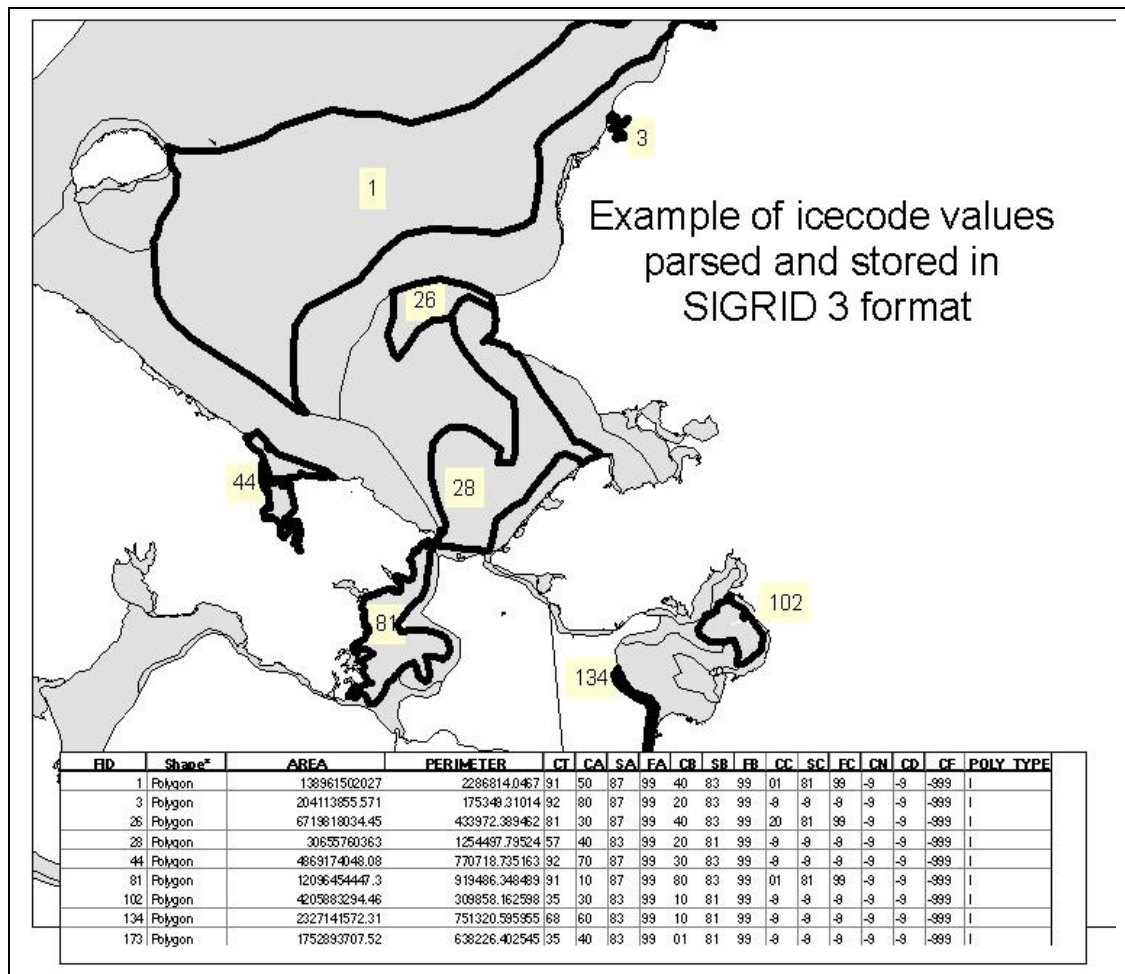 3
1
Example of icecode values
parsed and stored in
SIGRID 3 format
26
44
28
81
102
134
FID Shape* AREA PERIMETER CT CA SA FA CB SB FB CC SC FC CN CD CF POLY_TYPE
1 Polygon 138961502027 2286814.0467 91 50 87 99 40 83 99 01 81 99 -9 -9 -999 I
3 Polygon 204113855.571 175349.31014 92 80 87 99 20 83 99 -9 -9 -9 -9 -9 -999 I
26 Polygon 6719818034.45 433972.389462 81 30 87 99 40 83 99 20 81 99 -9 -9 -999 I
28 Polygon 30655760363 1254497.79524 57 40 83 99 20 81 99 -9 -9 -9 -9 -9 -999 I
44 Polygon 4869174048.08 770718.735163 92 70 87 99 30 83 99 -9 -9 -9 -9 -9 -999 I
81 Polygon 12096454447.3 919486.348489 91 10 87 99 80 83 99 01 81 99 -9 -9 -999 I
102 Polygon 4205883294.46 309858.162598 35 30 83 99 10 81 99 -9 -9 -9 -9 -9 -999 I
134 Polygon 2327141572.31 751320.595955 68 60 83 99 10 81 99 -9 -9 -9 -9 -9 -999 I
173 Polygon 1752893707.52 638226.402545 35 40 83 99 01 81 99 -9 -9 -9 -9 -9 -999 I